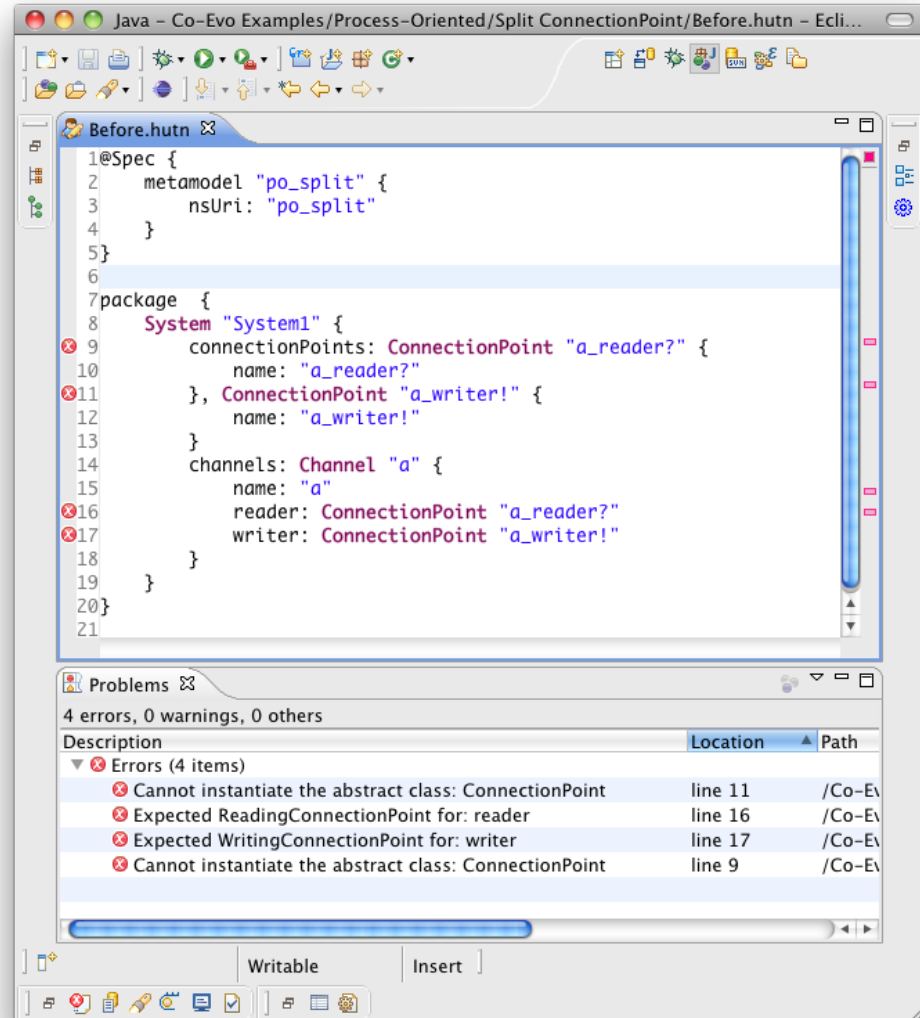 Java – Co-Evo Examples/Process-Oriented/Split ConnectionPoint/Before.hutn – Ecli...
Before.hutn
1@Spec {
2 metamodel "po_split" {
3 nsUri: "po_split"
4 }
5}
6
7package  {
8 System "System1" {
9 connectionPoints: ConnectionPoint "a_reader?" {
10 name: "a_reader?"
11 }, ConnectionPoint "a_writer!" {
12 name: "a_writer!"
13 }
14 channels: Channel "a" {
15 name: "a"
16 reader: ConnectionPoint "a_reader?"
17 writer: ConnectionPoint "a_writer!"
18 }
19 }
20}
21
Problems
4 errors, 0 warnings, 0 others
Description Location Path
Errors (4 items)
Cannot instantiate the abstract class: ConnectionPoint line 11 /Co-Ev
Expected ReadingConnectionPoint for: reader line 16 /Co-Ev
Expected WritingConnectionPoint for: writer line 17 /Co-Ev
Cannot instantiate the abstract class: ConnectionPoint line 9 /Co-Ev
Writable Insert